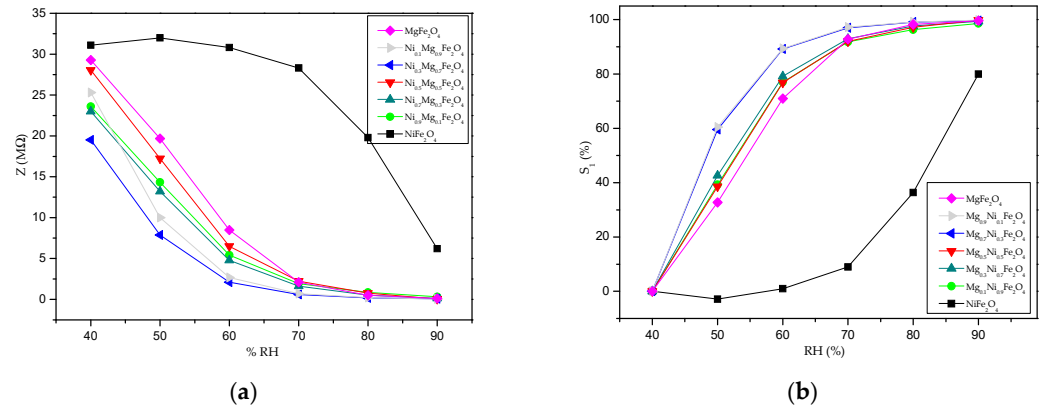 Z (MΩ)
35
30
25
20
15
10
5
0
40 50 60 70 80 90
% RH
MgFe₂O₄
Ni₀.₁Mg₀.₉Fe₂O₄
Ni₀.₃Mg₀.₇Fe₂O₄
Ni₀.₅Mg₀.₅Fe₂O₄
Ni₀.₇Mg₀.₃Fe₂O₄
Ni₀.₉Mg₀.₁Fe₂O₄
NiFe₂O₄
(a)
S₁ (%)
100
80
60
40
20
0
40 50 60 70 80 90
RH (%)
MgFe₂O₄
Mg₀.₉Ni₀.₁Fe₂O₄
Mg₀.₇Ni₀.₃Fe₂O₄
Mg₀.₅Ni₀.₅Fe₂O₄
Mg₀.₃Ni₀.₇Fe₂O₄
Mg₀.₁Ni₀.₉Fe₂O₄
NiFe₂O₄
(b)